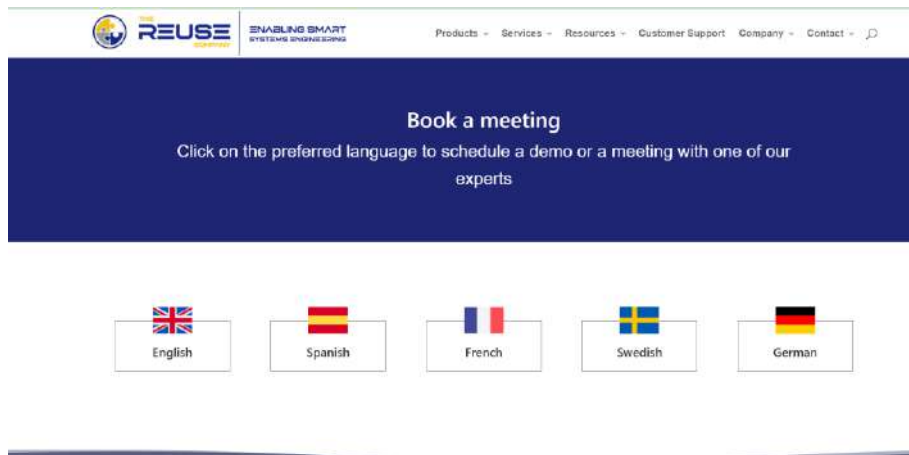 THE
REUSE
COMPANY
ENABLING SMART
SYSTEMS ENGINEERING
Products
Services
Resources
Customer Support
Company
Contact
Book a meeting
Click on the preferred language to schedule a demo or a meeting with one of our
experts
English
Spanish
French
Swedish
German